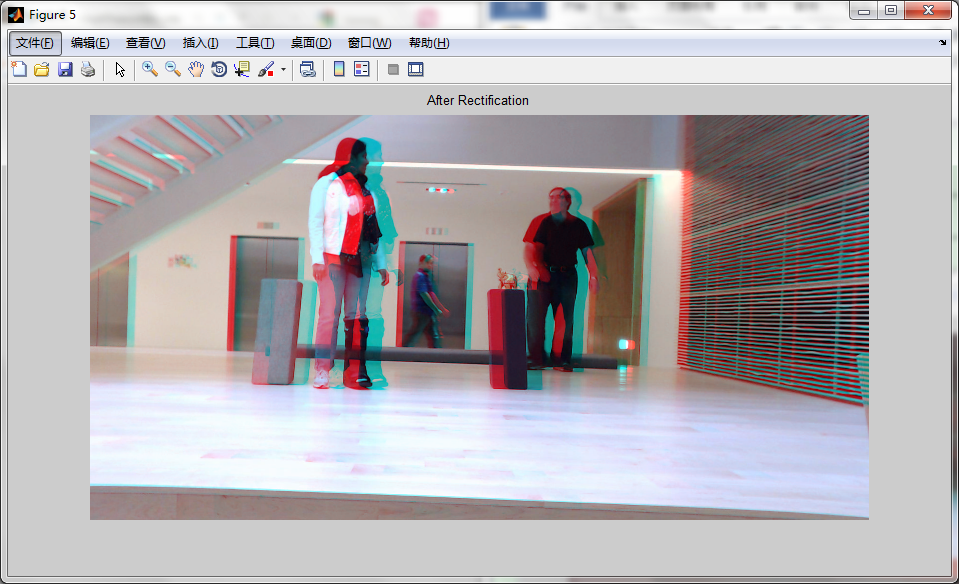 Figure 5
文件(F) 编辑(E) 查看(V) 插入(I) 工具(T) 桌面(D) 窗口(W) 帮助(H)
After Rectification